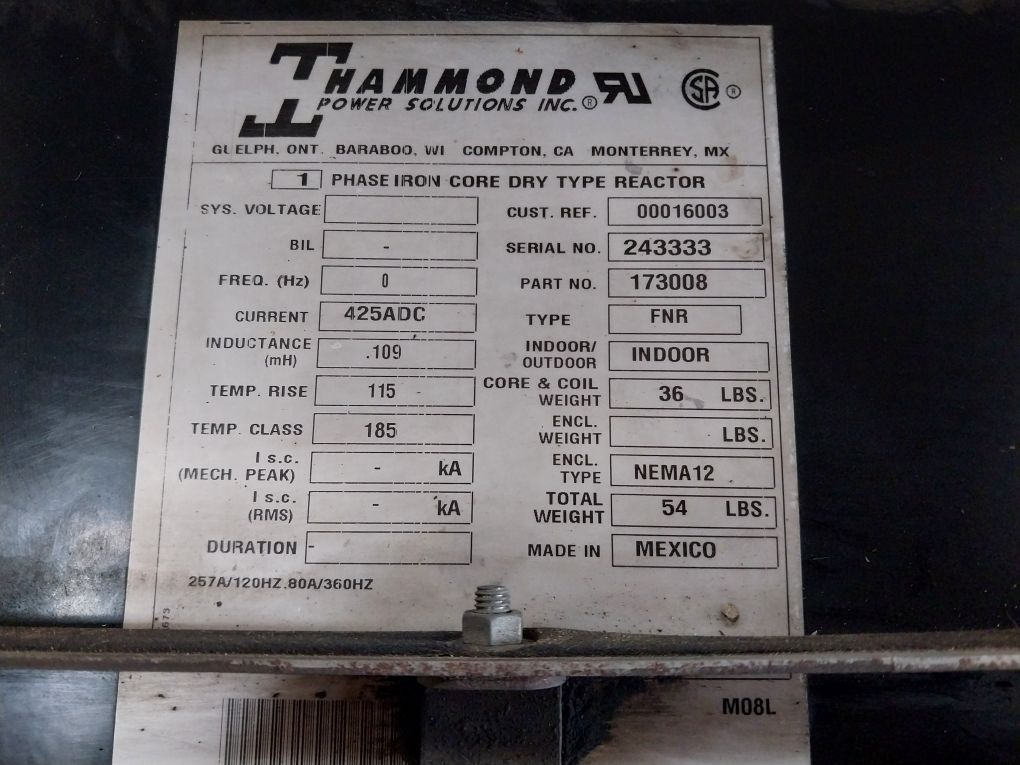 HAMMOND
POWER SOLUTIONS INC.®
GUELPH, ONT. BARABOO, WI COMPTON, CA MONTERREY, MX
1 PHASE IRON CORE DRY TYPE REACTOR
SYS. VOLTAGE
CUST. REF. 00016003
BIL -
SERIAL NO. 243333
FREQ. (Hz) 0
PART NO. 173008
CURRENT 425ADC
TYPE FNR
INDUCTANCE
(mH) .109
INDOOR/
OUTDOOR INDOOR
TEMP. RISE 115
CORE & COIL
WEIGHT 36 LBS.
TEMP. CLASS 185
ENCL.
WEIGHT LBS.
I s.c.
(MECH. PEAK) - kA
ENCL.
TYPE NEMA12
I s.c.
(RMS) - kA
TOTAL
WEIGHT 54 LBS.
DURATION -
MADE IN MEXICO
257A/120HZ.80A/360HZ
673
M08L